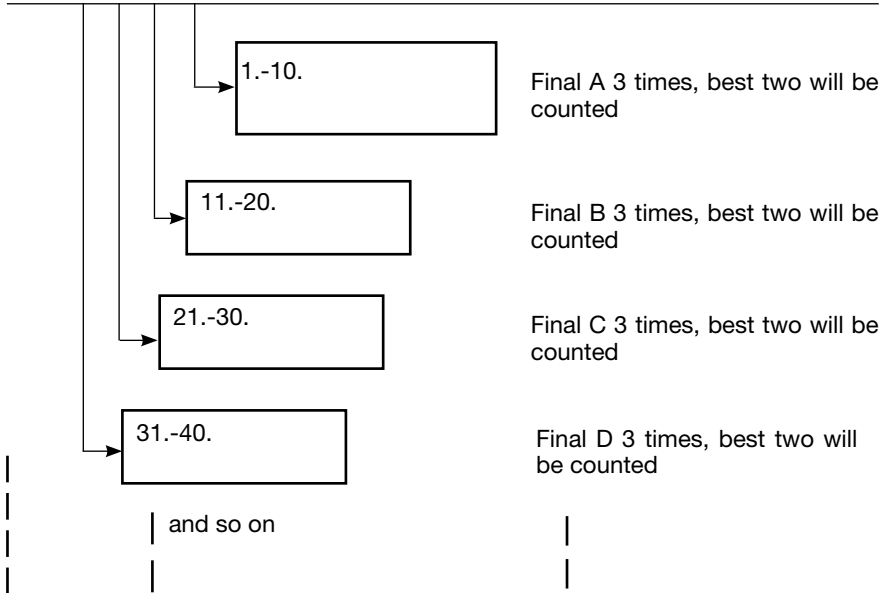 1.-10.
Final A 3 times, best two will be
counted
11.-20.
Final B 3 times, best two will be
counted
21.-30.
Final C 3 times, best two will be
counted
31.-40.
Final D 3 times, best two will
be counted
and so on